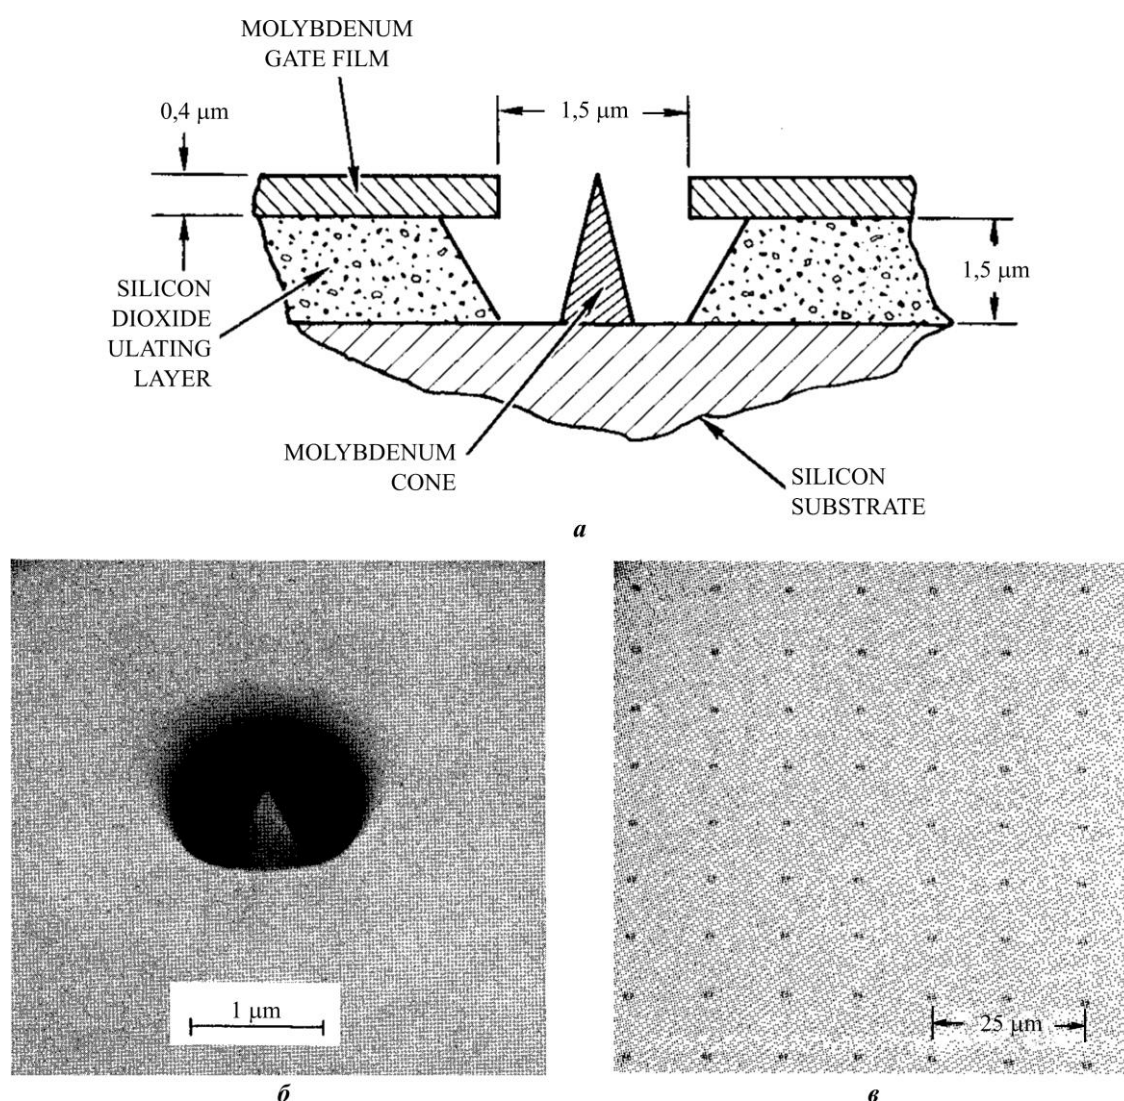 MOLYBDENUM
GATE FILM
0,4 μm
1,5 μm
1,5 μm
SILICON
DIOXIDE
ULATING
LAYER
MOLYBDENUM
CONE
SILICON
SUBSTRATE
а
1 μm
25 μm
б
в